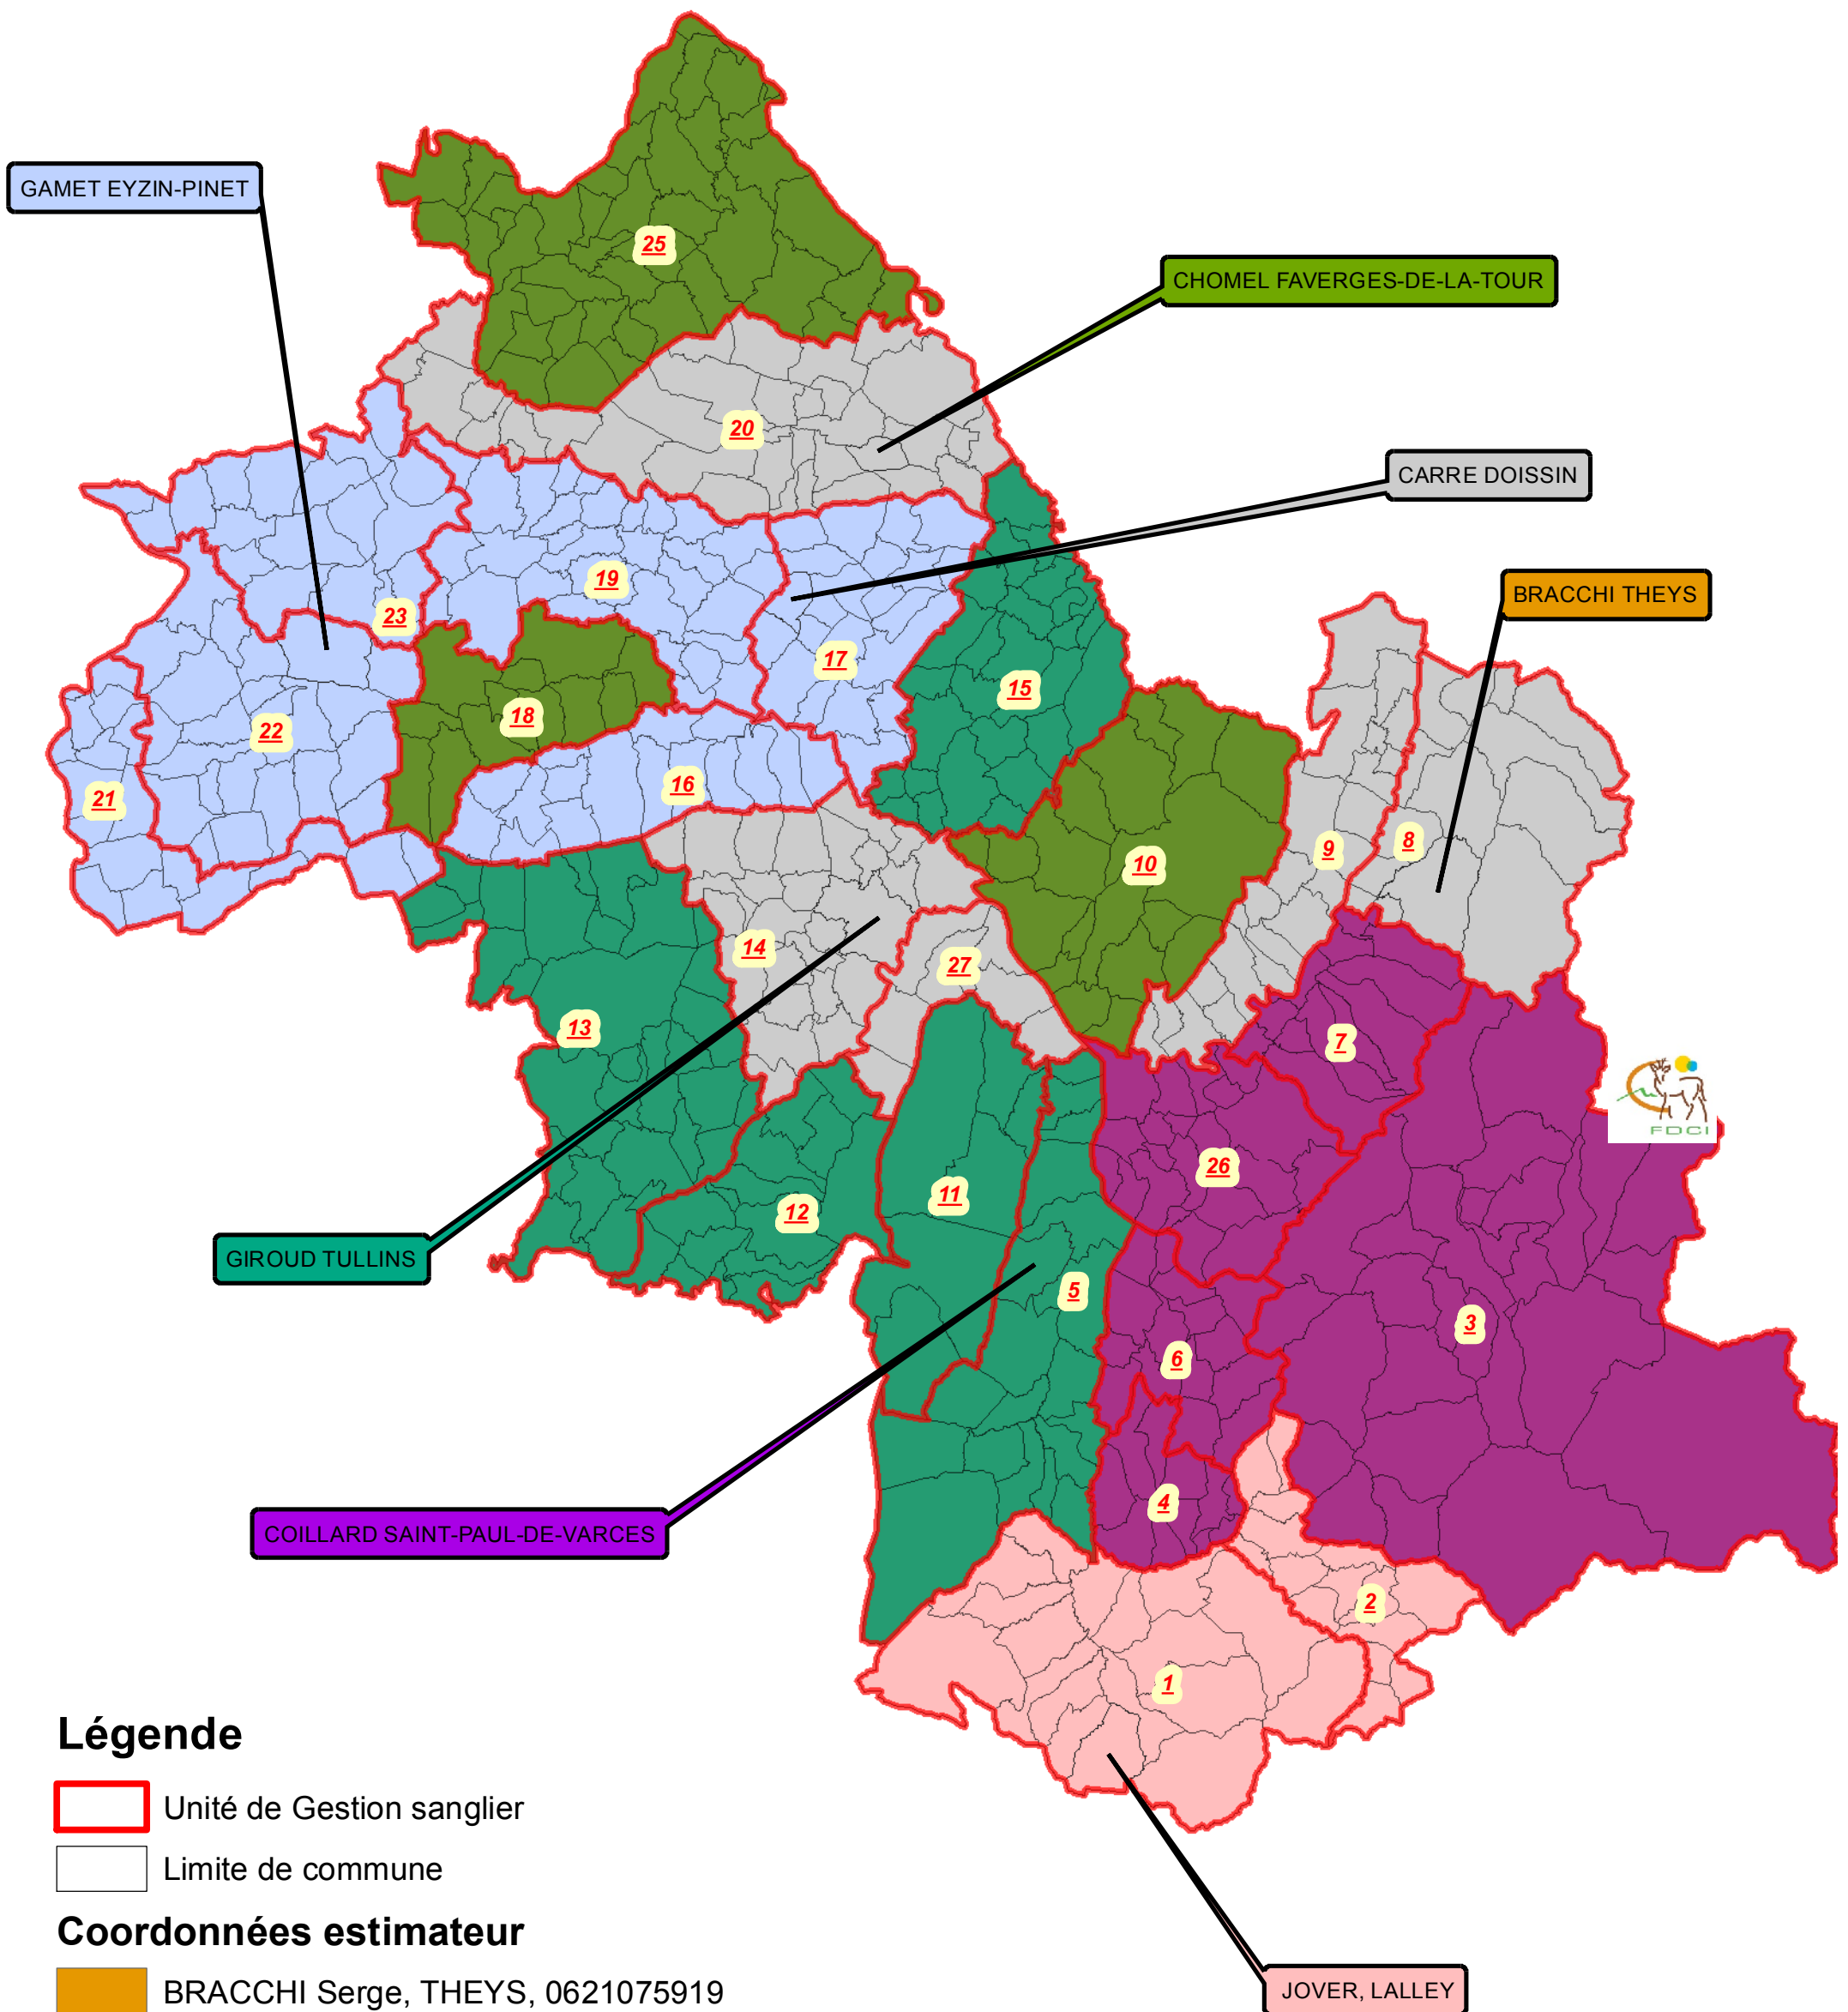 GAMET EYZIN-PINET
25
CHOMEL FAVERGES-DE-LA-TOUR
20
CARRE DOISSIN
19
BRACCHI THEYS
23
17
15
18
22
16
21
10
9
8
14
27
13
7
26
11
12
GIROUD TULLINS
5
3
6
4
COILLARD SAINT-PAUL-DE-VARCES
2
1
FDCI
Légende
Unité de Gestion sanglier
Limite de commune
Coordonnées estimateur
BRACCHI Serge, THEYS, 0621075919
JOVER, LALLEY